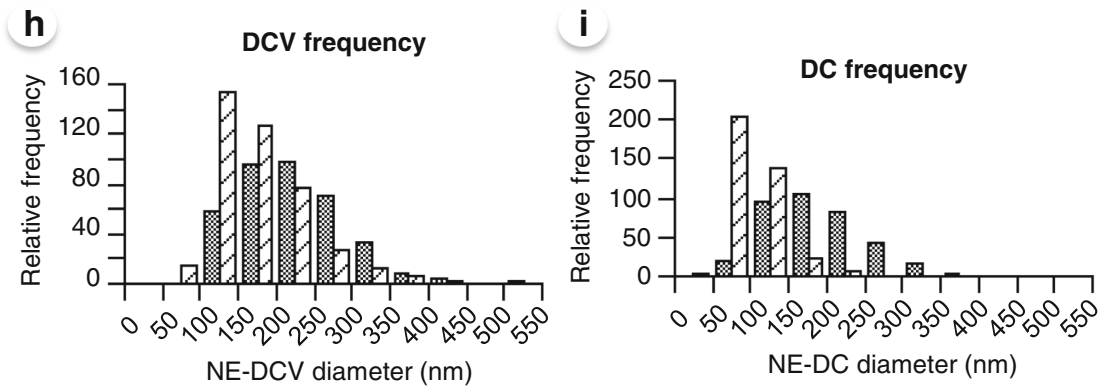 h
DCV frequency
Relative frequency
160
120
80
40
0
0 50 100 150 200 250 300 350 400 450 500 550
NE-DCV diameter (nm)
i
DC frequency
Relative frequency
250
200
150
100
50
0
0 50 100 150 200 250 300 350 400 450 500 550
NE-DC diameter (nm)